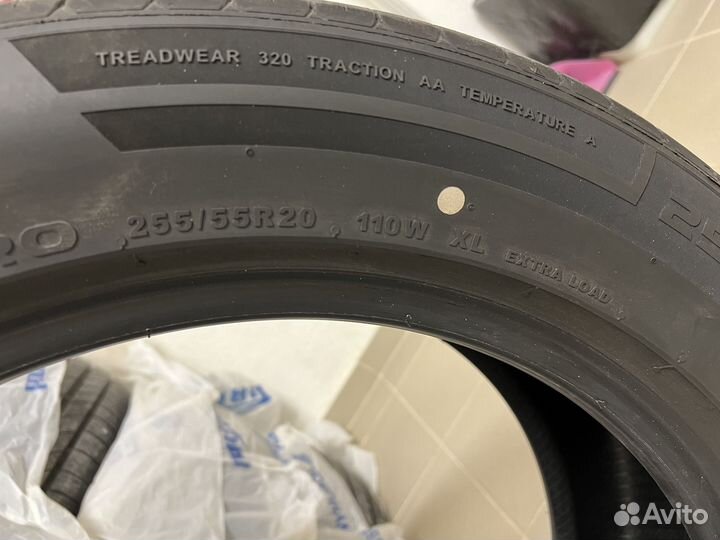 TREADWEAR 320 TRACTION AA TEMPERATURE A
255/55R20 110W XL EXTRA LOAD
Avito